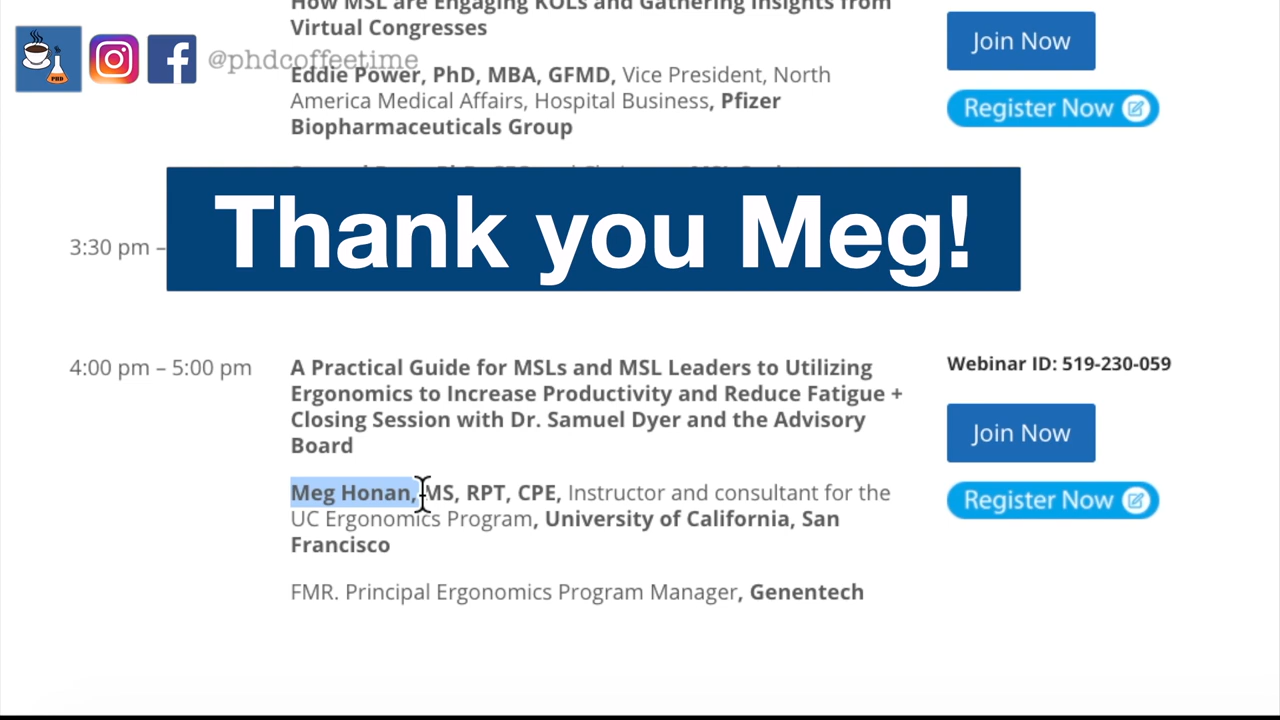 How MSL are Engaging KOLs and Gathering Insights from
Virtual Congresses
Join Now
@phdcoffeetime
PHD
Eddie Power, PhD, MBA, GFMD, Vice President, North
America Medical Affairs, Hospital Business, Pfizer
Biopharmaceuticals Group
Register Now
Thank you Meg!
3:30 pm –
4:00 pm – 5:00 pm
A Practical Guide for MSLs and MSL Leaders to Utilizing
Ergonomics to Increase Productivity and Reduce Fatigue +
Closing Session with Dr. Samuel Dyer and the Advisory
Board
Webinar ID: 519-230-059
Join Now
Meg Honan, MS, RPT, CPE, Instructor and consultant for the
UC Ergonomics Program, University of California, San
Francisco
Register Now
FMR. Principal Ergonomics Program Manager, Genentech